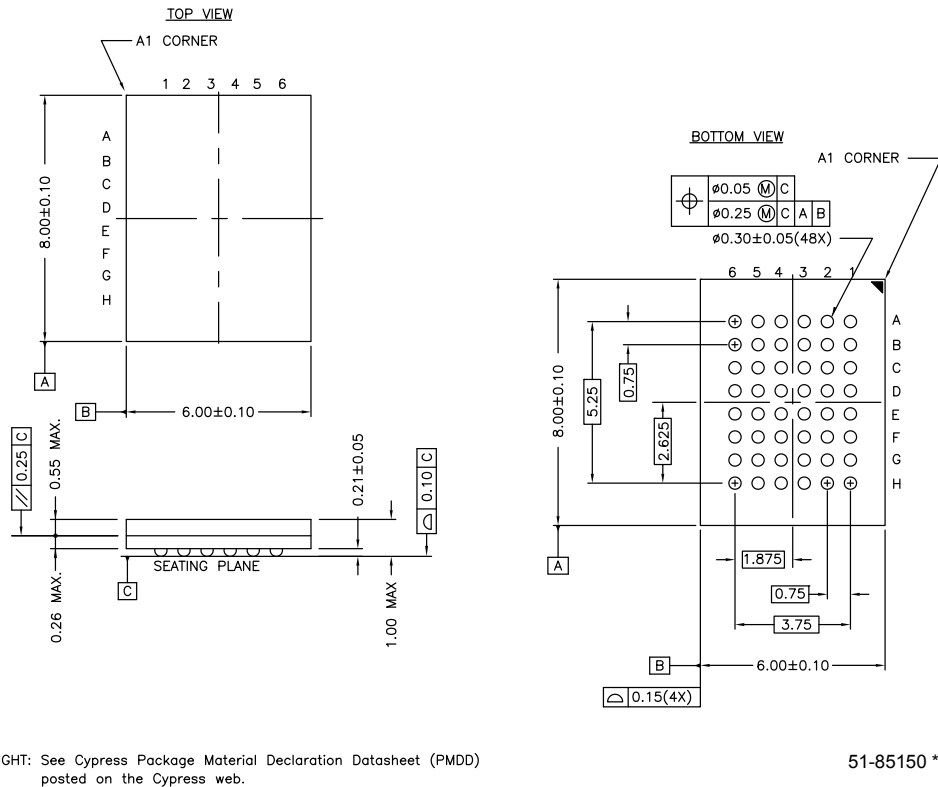 TOP VIEW
A1 CORNER
1 2 3 4 5 6
A
B
C
D
E
F
G
H
8.00±0.10
A
B
6.00±0.10
// 0.25 C
0.55 MAX.
0.26 MAX.
0.21±0.05
0.10 C
SEATING PLANE
C
1.00 MAX
BOTTOM VIEW
A1 CORNER
ø0.05 Ⓜ C
ø0.25 Ⓜ C A B
ø0.30±0.05(48X)
6 5 4 3 2 1
A
B
C
D
E
F
G
H
8.00±0.10
5.25
0.75
2.625
A
1.875
0.75
3.75
B
6.00±0.10
0.15(4X)
GHT: See Cypress Package Material Declaration Datasheet (PMDD)
posted on the Cypress web.
51-85150 *